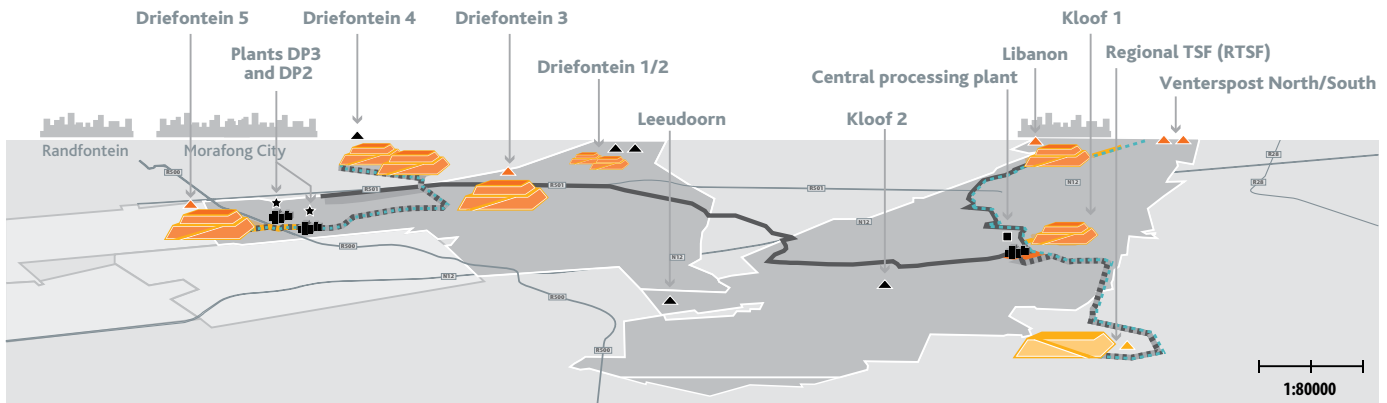 Driefontein 5
Driefontein 4
Driefontein 3
Kloof 1
Plants DP3
and DP2
Driefontein 1/2
Libanon
Regional TSF (RTSF)
Central processing plant
Venterspost North/South
Leeudoorn
Kloof 2
Randfontein
Morafong City
R500
R501
R501
R501
N12
R28
R28
N12
R500
N12
N12
R500
R500
1:80000